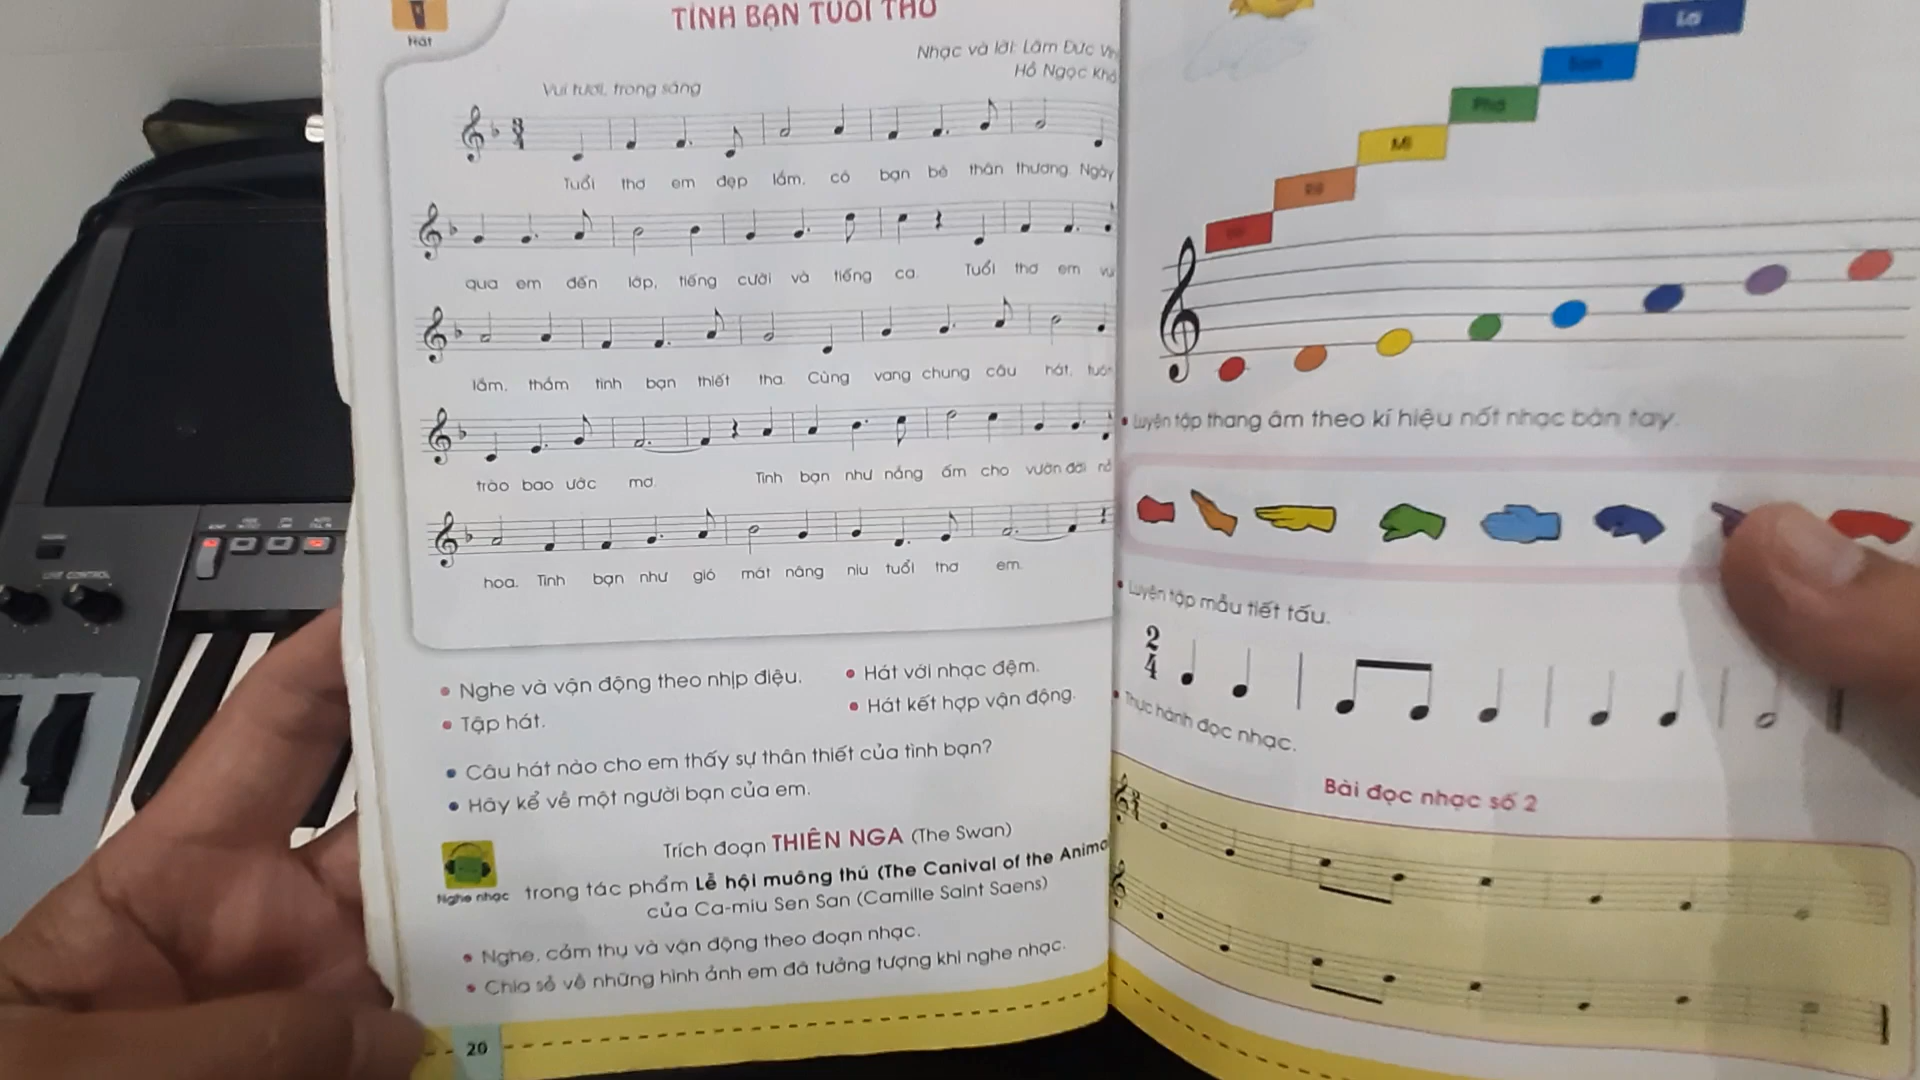 Hát
TÌNH BẠN TUỔI THƠ
Nhạc và lời: Lâm Đức
Hồ Ngọc
Vui tươi, trong sáng
Tuổi thơ em đẹp lắm, có bạn bè thân thương. Ngày
qua em đến lớp, tiếng cười và tiếng ca. Tuổi thơ em
lắm, thắm tình bạn thiết tha. Cùng vang chung câu hát,
trào bao ước mơ. Tình bạn như nắng ấm cho vườn đời nở
hoa. Tình bạn như gió mát nâng niu tuổi thơ em.
Nghe và vận động theo nhịp điệu.
Hát với nhạc đệm.
Tập hát.
Hát kết hợp vận động.
Câu hát nào cho em thấy sự thân thiết của tình bạn?
Hãy kể về một người bạn của em.
Nghe nhạc
Trích đoạn THIÊN NGA (The Swan)
trong tác phẩm Lễ hội muông thú (The Canival of the
của Ca-miu Sen San (Camille Saint Saens)
Nghe, cảm thụ và vận động theo đoạn nhạc.
Chia sẻ về những hình ảnh em đã tưởng tượng khi nghe nhạc.
20
La
Pha
Mi
Rê
Luyện tập thang âm theo kí hiệu nốt nhạc bàn tay.
Luyện tập mẫu tiết tấu.
2
4
Thực hành đọc nhạc.
Bài đọc nhạc số 2